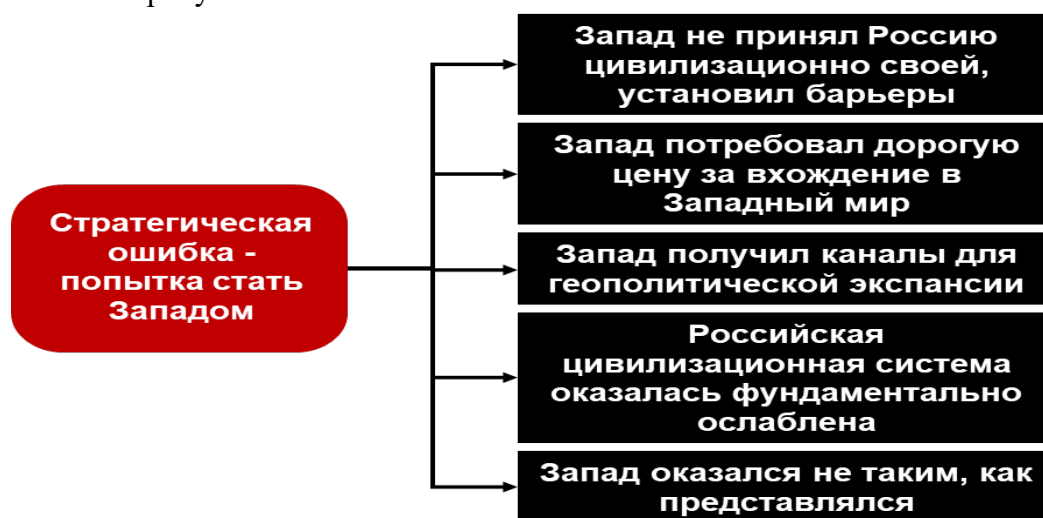 Стратегическая
ошибка -
попытка стать
Западом
Запад не принял Россию
цивилизационно своей,
установил барьеры
Запад потребовал дорогую
цену за вхождение в
Западный мир
Запад получил каналы для
геополитической экспансии
Российская
цивилизационная система
оказалась фундаментально
ослаблена
Запад оказался не таким, как
представлялся